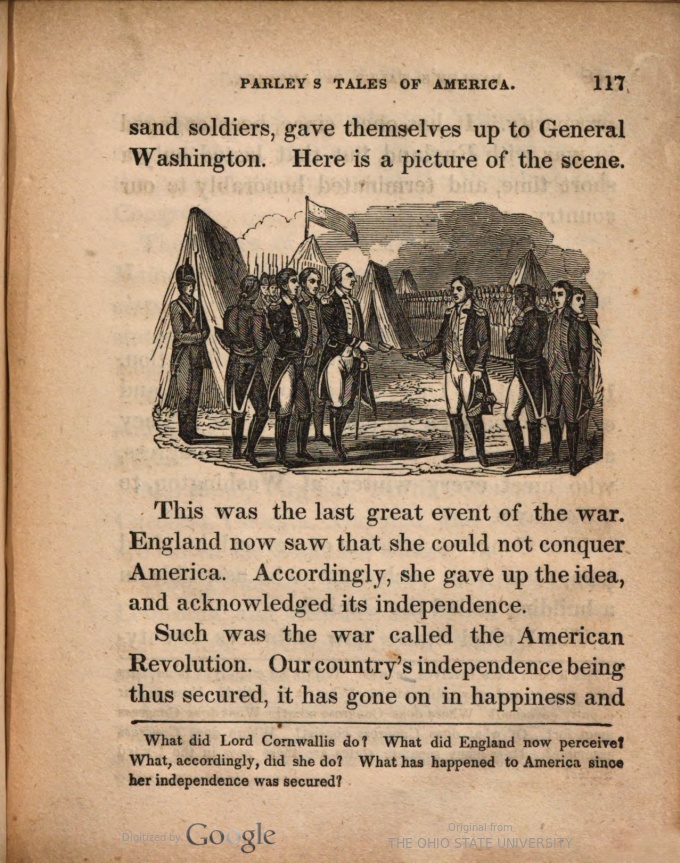 PARLEY S TALES OF AMERICA. 117
sand soldiers, gave themselves up to General
Washington. Here is a picture of the scene.
This was the last great event of the war.
England now saw that she could not conquer
America. Accordingly, she gave up the idea,
and acknowledged its independence.
Such was the war called the American
Revolution. Our country's independence being
thus secured, it has gone on in happiness and
What did Lord Cornwallis do? What did England now perceive?
What, accordingly, did she do? What has happened to America since
her independence was secured?
Digitized by Google
Original from
THE OHIO STATE UNIVERSITY